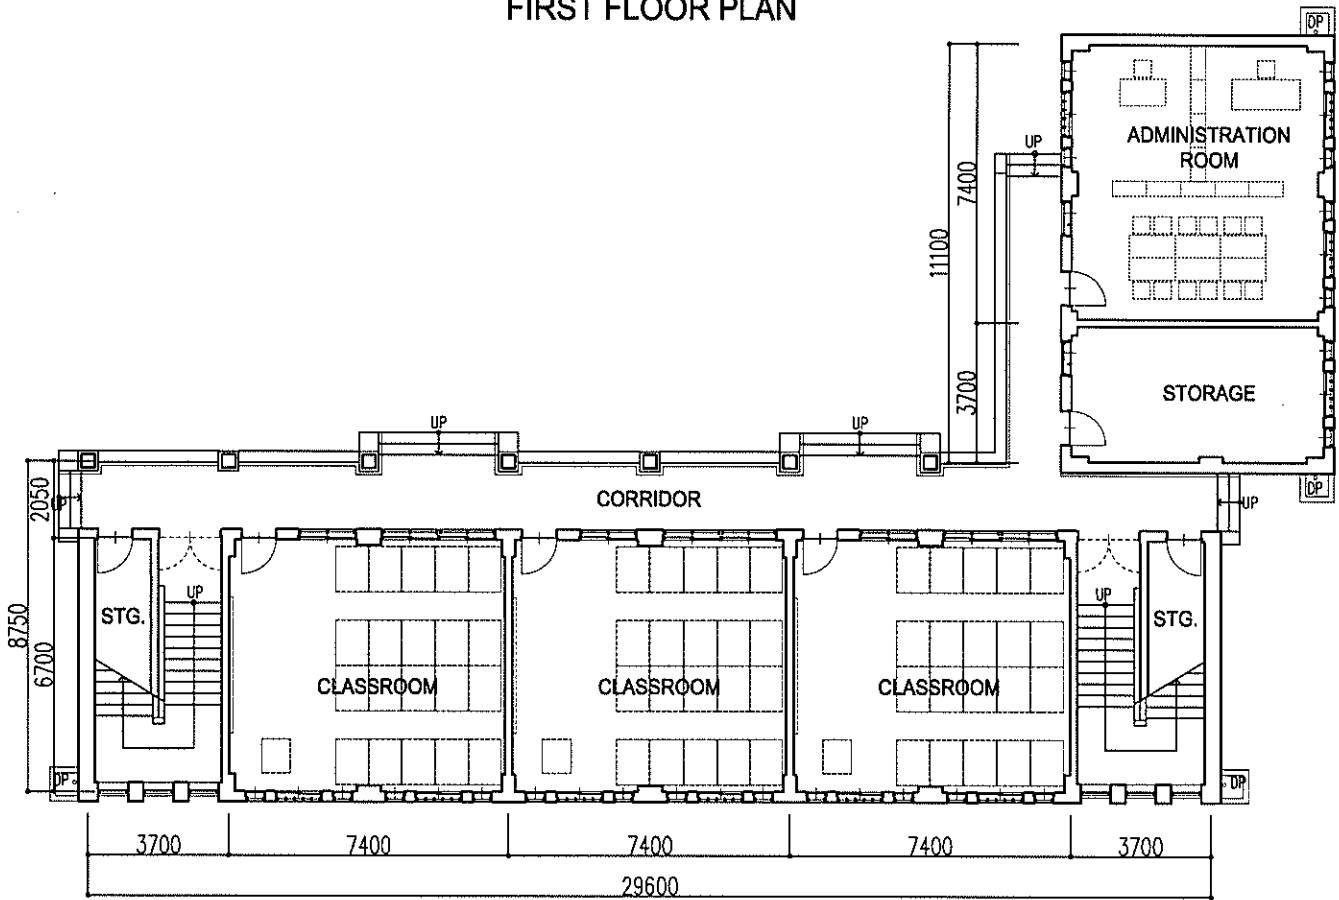 FIRST FLOOR PLAN
DP
ADMINISTRATION
ROOM
UP
7400
11100
3700
STORAGE
UP
UP
DP
2050
UP
CORRIDOR
UP
8750
6700
STG.
UP
CLASSROOM
CLASSROOM
CLASSROOM
UP
STG.
DP
DP
3700
7400
7400
7400
3700
29600